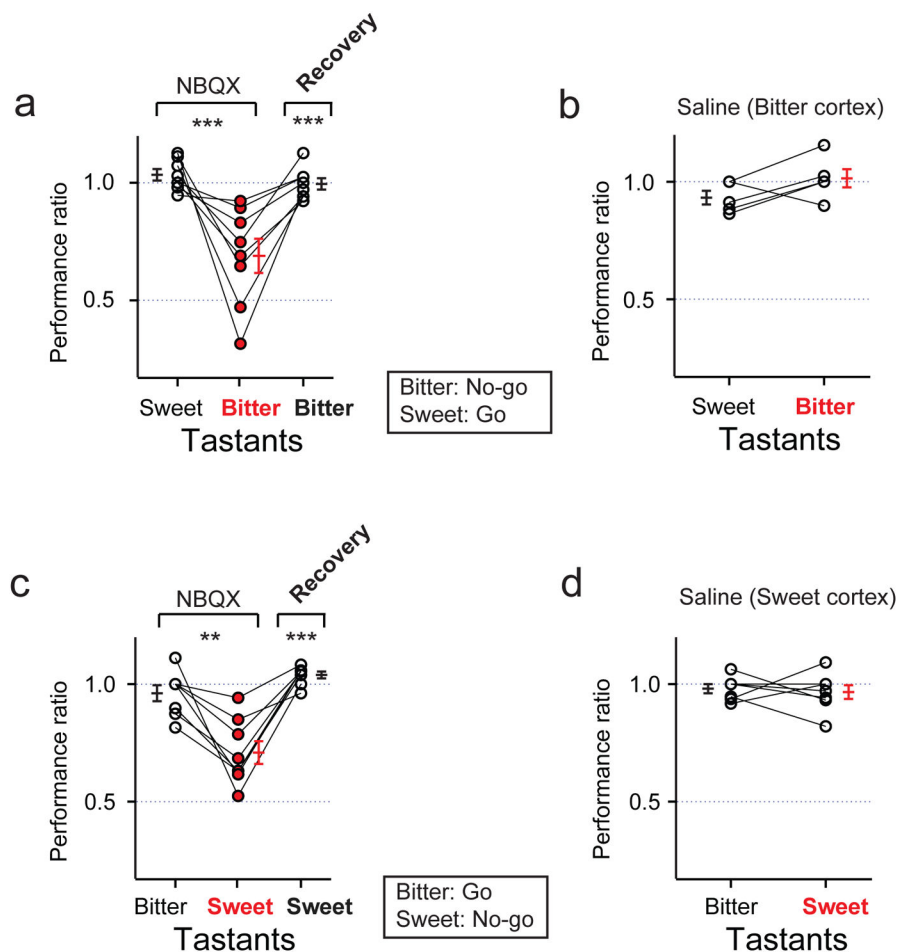 a
NBQX
Recovery
***
***
Performance ratio
1.0
0.5
Sweet
Bitter
Bitter
Tastants
Bitter: No-go
Sweet: Go
b
Saline (Bitter cortex)
Performance ratio
1.0
0.5
Sweet
Bitter
Tastants
c
NBQX
Recovery
**
***
Performance ratio
1.0
0.5
Bitter
Sweet
Sweet
Tastants
Bitter: Go
Sweet: No-go
d
Saline (Sweet cortex)
Performance ratio
1.0
0.5
Bitter
Sweet
Tastants